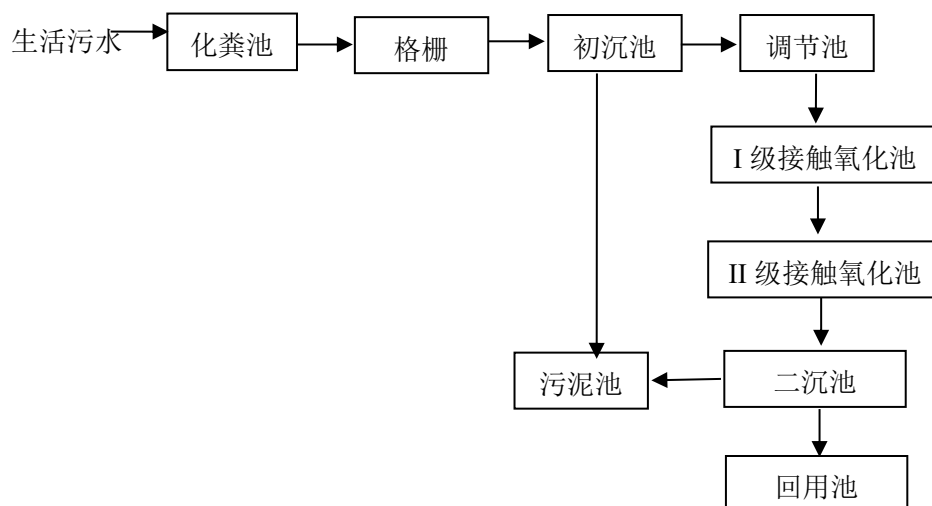 生活污水
化粪池
格栅
初沉池
调节池
I 级接触氧化池
II 级接触氧化池
污泥池
二沉池
回用池